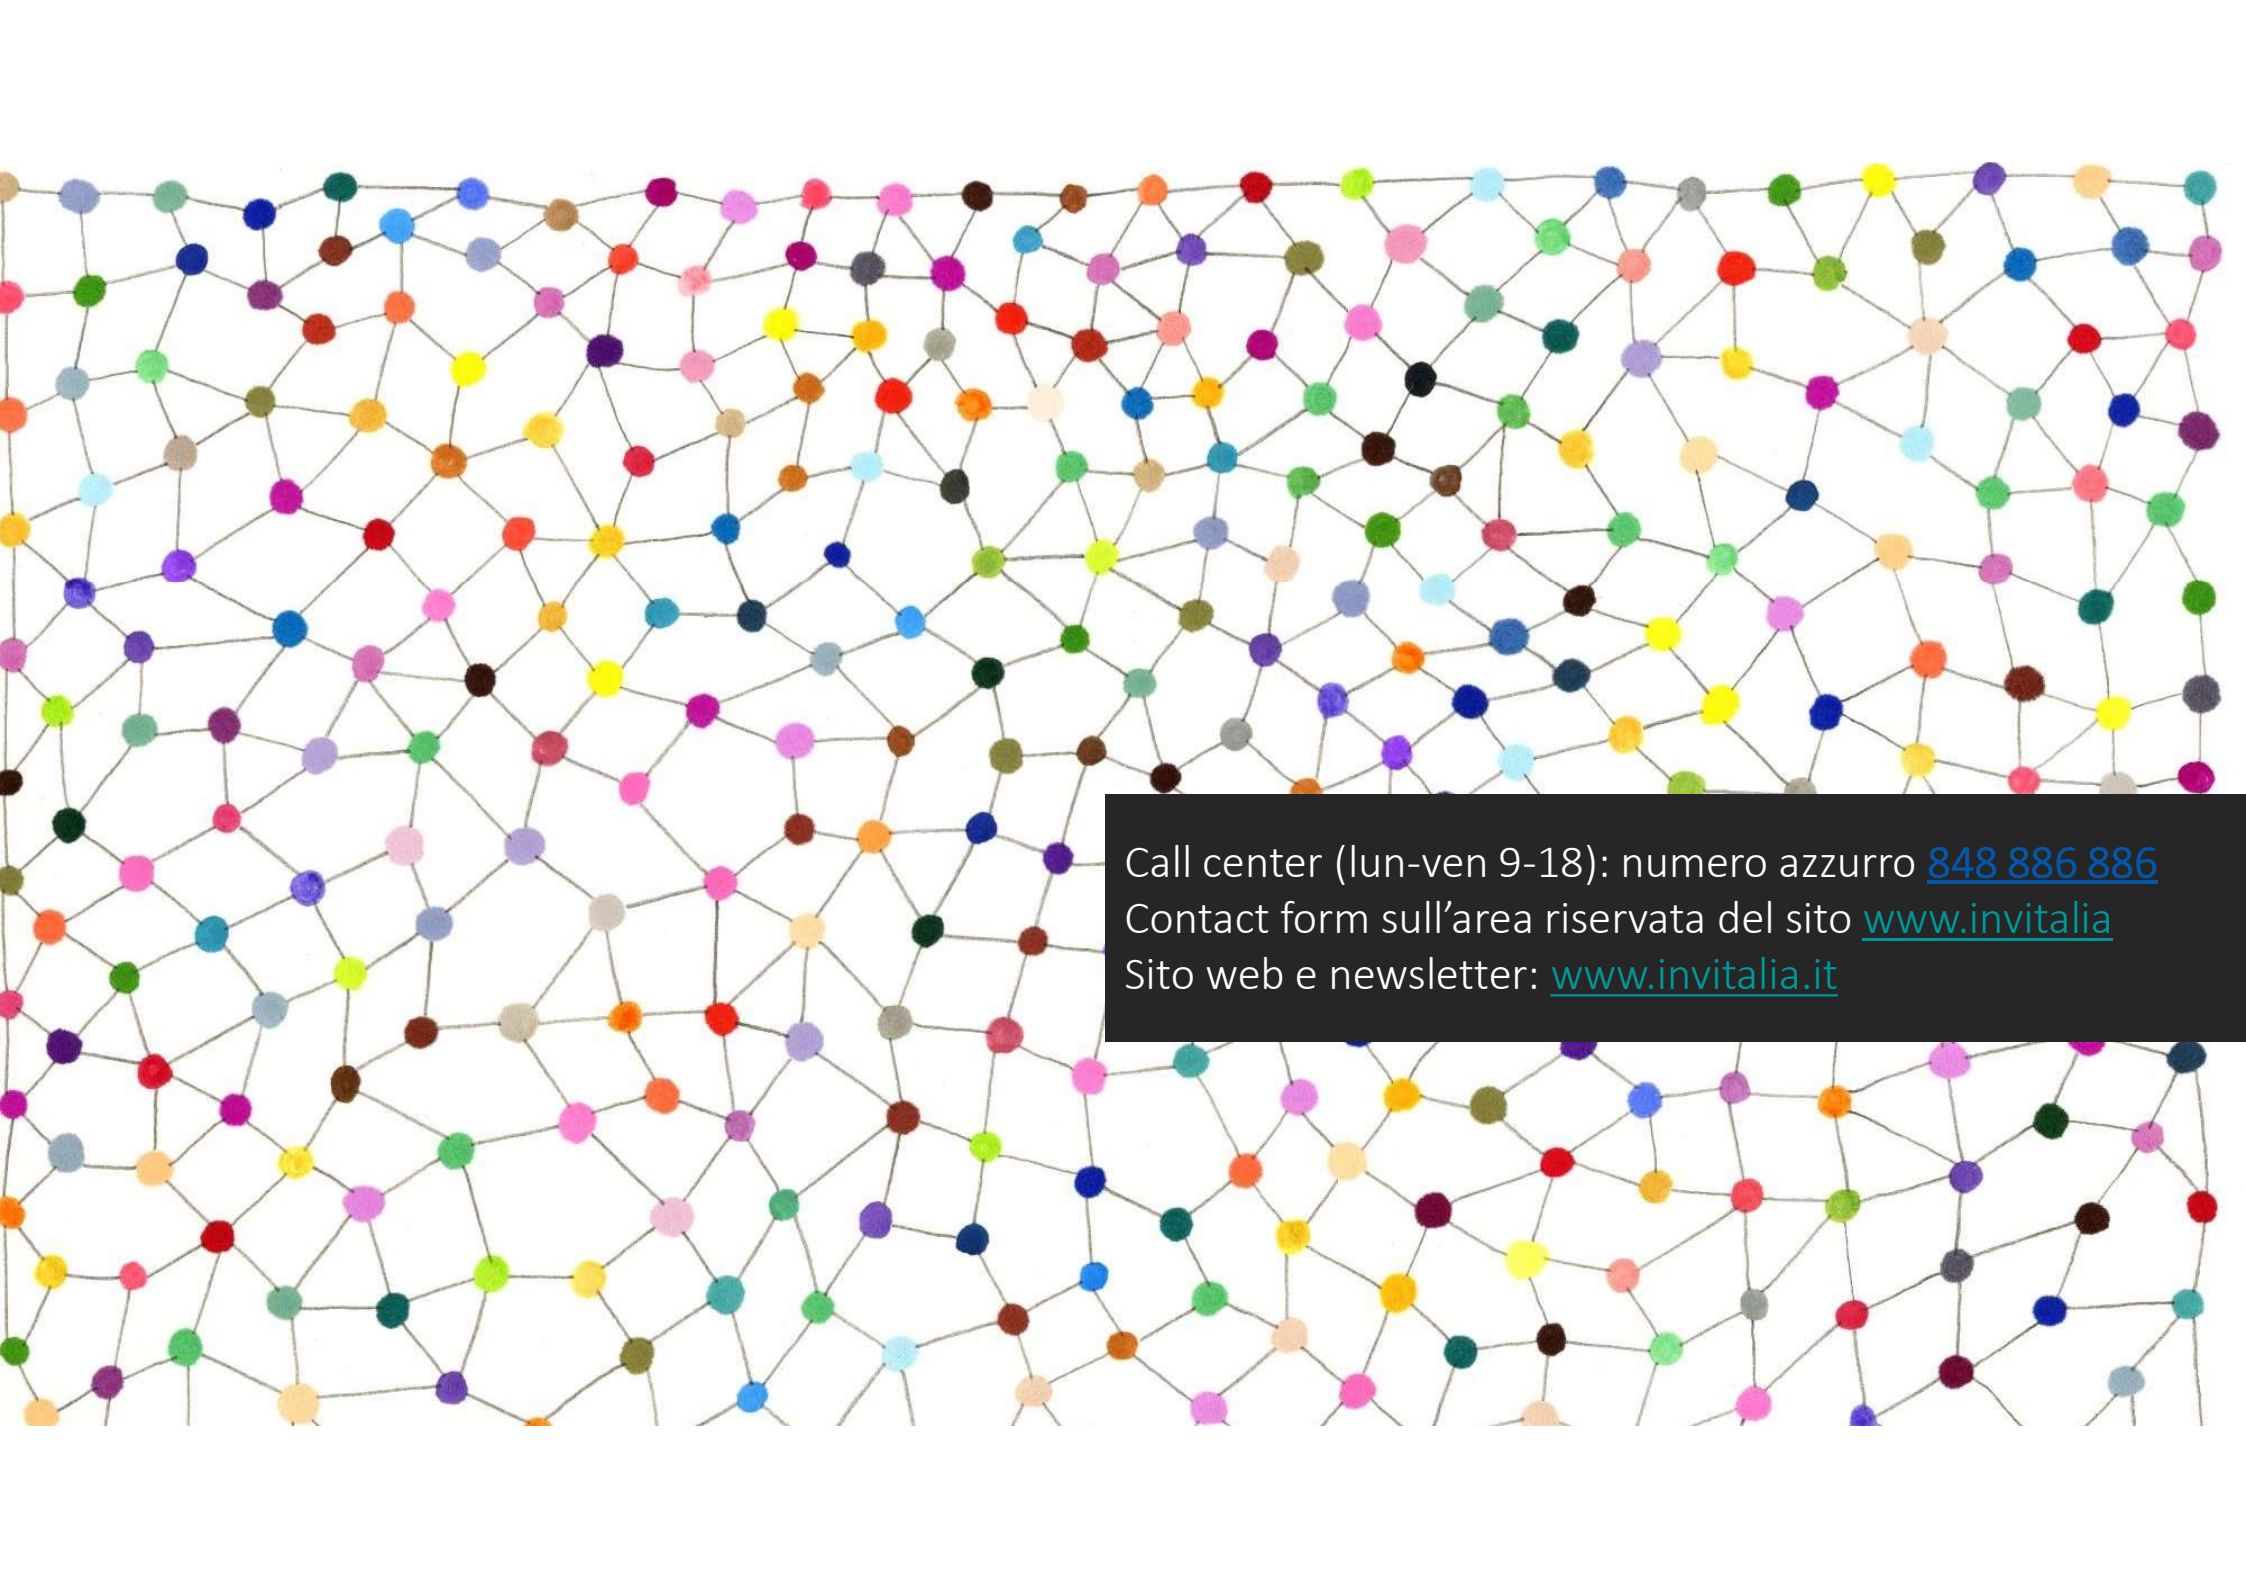 Call center (lun-ven 9-18): numero azzurro 848 886 886
Contact form sull’area riservata del sito www.invitalia
Sito web e newsletter: www.invitalia.it